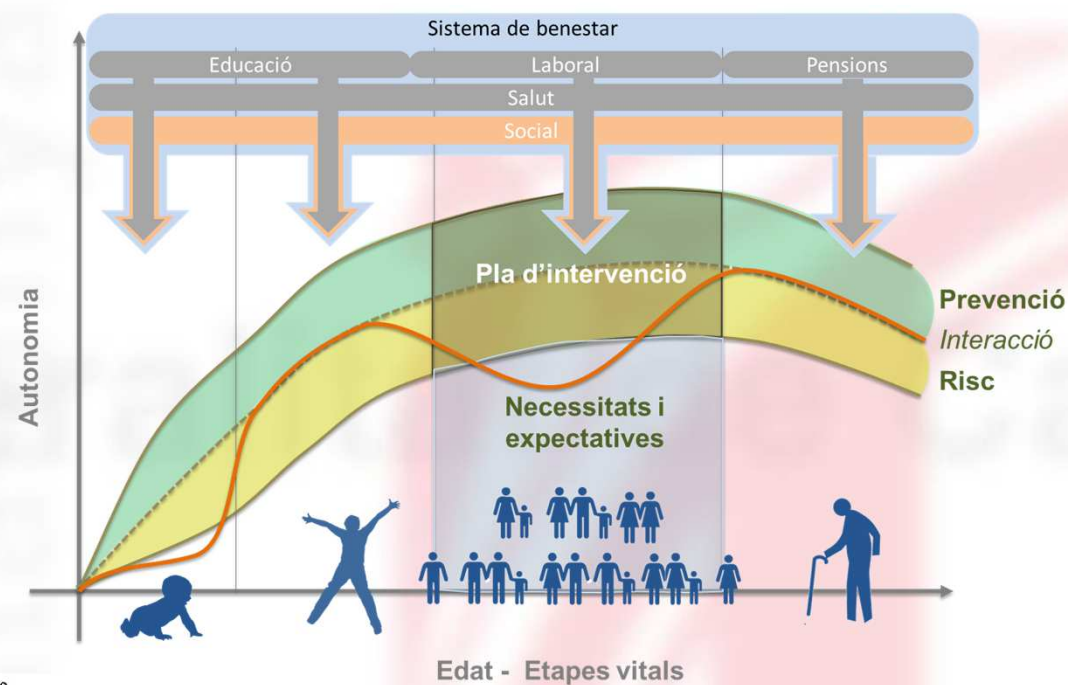 Sistema de benestar
Educació
Laboral
Pensions
Salut
Social
Pla d’intervenció
Prevenció
Interacció
Risc
Autonomia
Necessitats i
expectatives
Edat - Etapes vitals